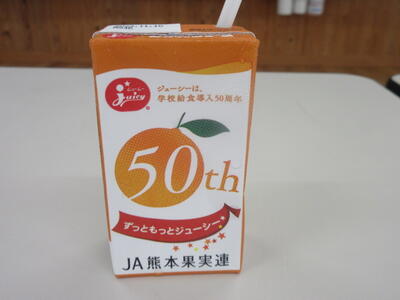 ジューシー
juicy
ジューシーは、
学校給食導入50周年
50th
ずっともっとジューシー
JA熊本果実連